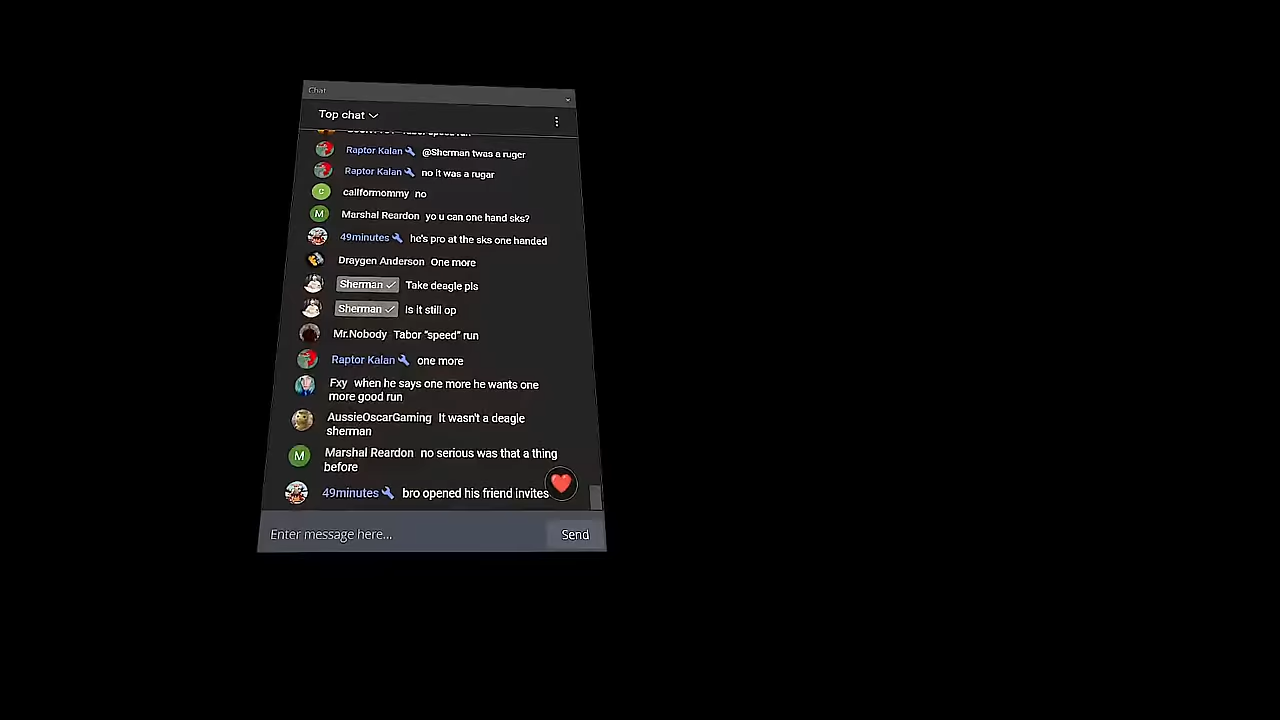 Chat
Top chat
Raptor Kalan @Sherman twas a ruger
Raptor Kalan no it was a rugar
C callformommy no
M Marshal Reardon yo u can one hand sks?
49minutes he's pro at the sks one handed
Draygen Anderson One more
Sherman Take deagle pls
Sherman Is it still op
Mr.Nobody Tabor “speed” run
Raptor Kalan one more
Fxy when he says one more he wants one
more good run
AussieOscarGaming It wasn't a deagle
sherman
M Marshal Reardon no serious was that a thing
before
49minutes bro opened his friend invites
Enter message here... Send